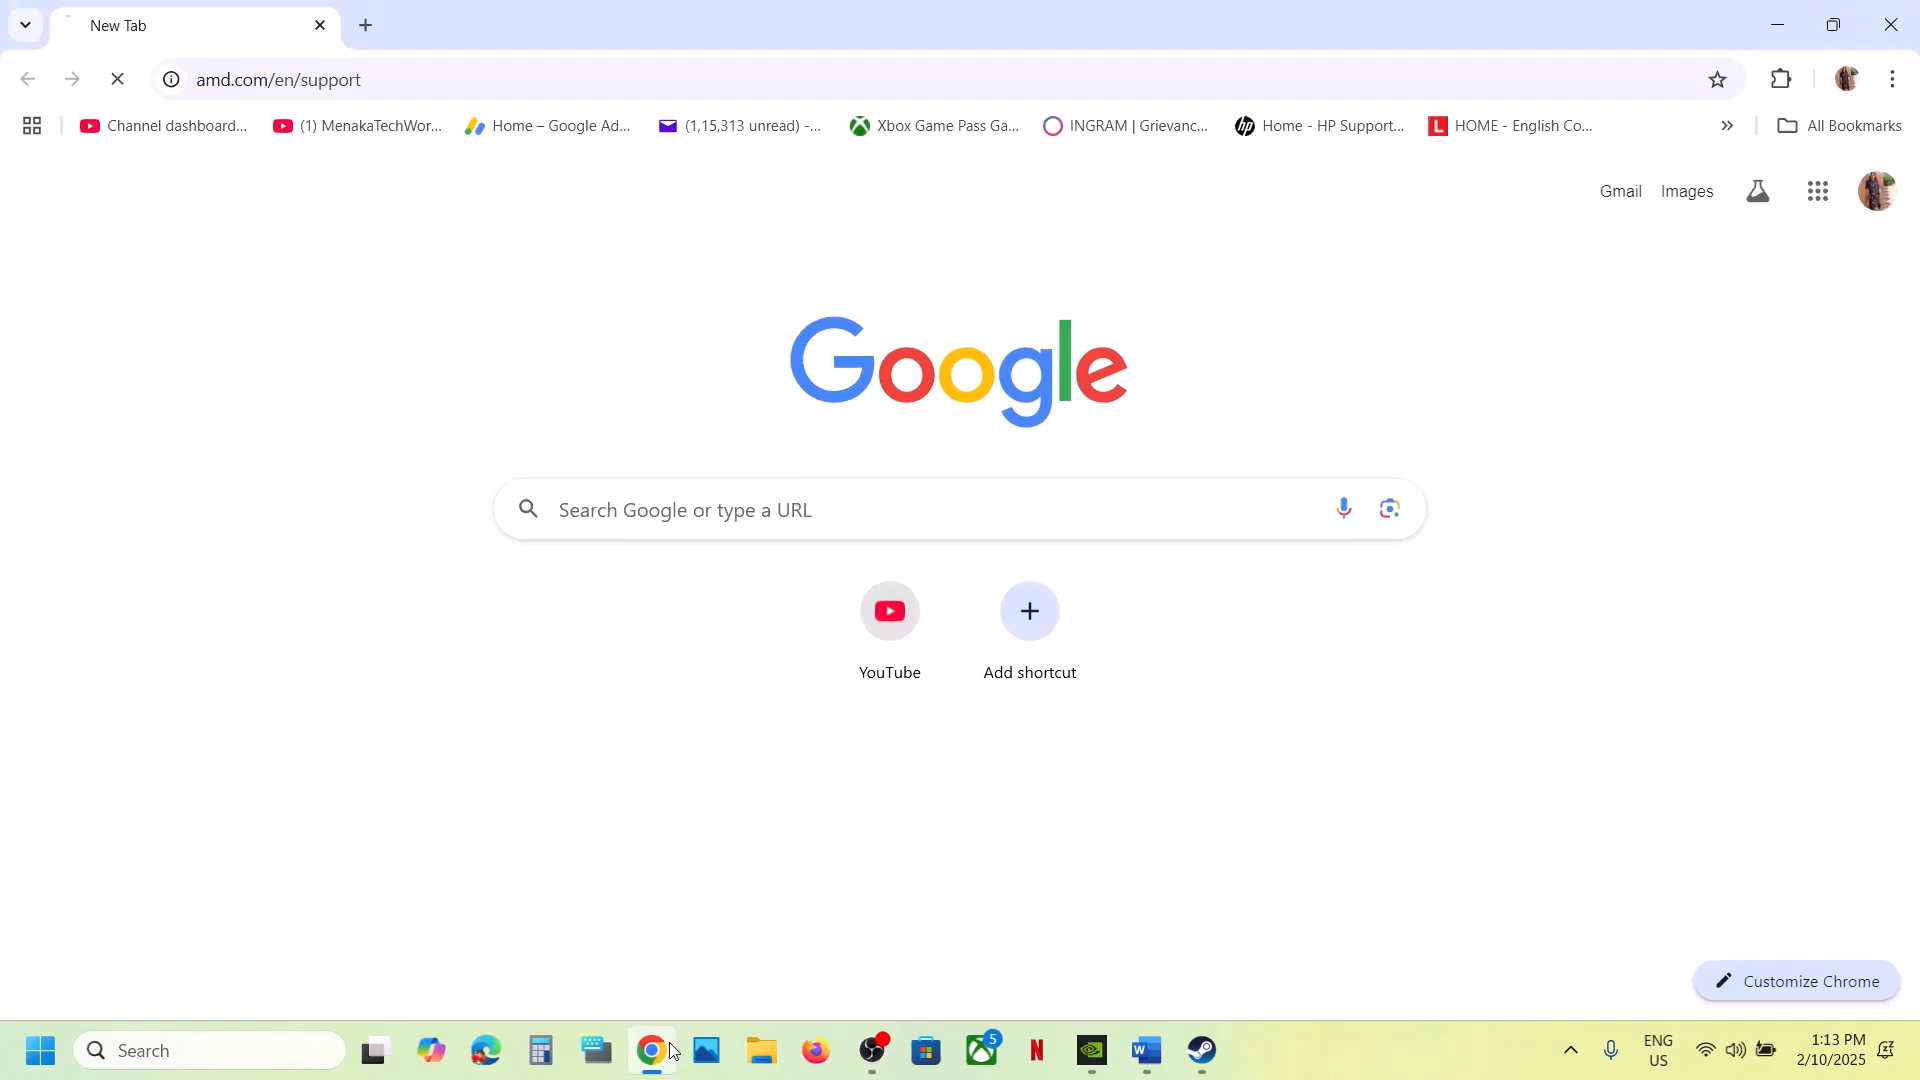 New Tab
amd.com/en/support
Channel dashboard...
(1) MenakaTechWor...
Home – Google Ad...
(1,15,313 unread) -...
Xbox Game Pass Ga...
INGRAM | Grievanc...
Home - HP Support...
HOME - English Co...
All Bookmarks
Gmail
Images
Google
Search Google or type a URL
YouTube
Add shortcut
Customize Chrome
Search
5
ENG
US
1:13 PM
2/10/2025